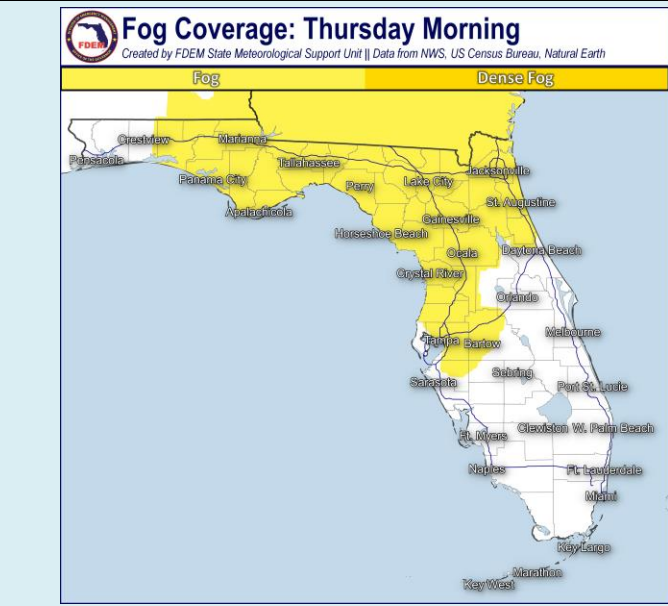 Fog Coverage: Thursday Morning
FDEM
Created by FDEM State Meteorological Support Unit || Data from NWS, US Census Bureau, Natural Earth
Fog Dense Fog
Crestview Marianna
Pensacola Tallahassee Jacksonville
Panama City Perry Lake City
Apalachicola St. Augustine
Gainesville
Horseshoe Beach
Ocala Daytona Beach
Crystal River
Orlando
Tampa Bartow Melbourne
Sarasota Sebring Port St. Lucie
Ft. Myers Clewiston W. Palm Beach
Naples Ft. Lauderdale
Miami
Key Largo
Marathon
Key West